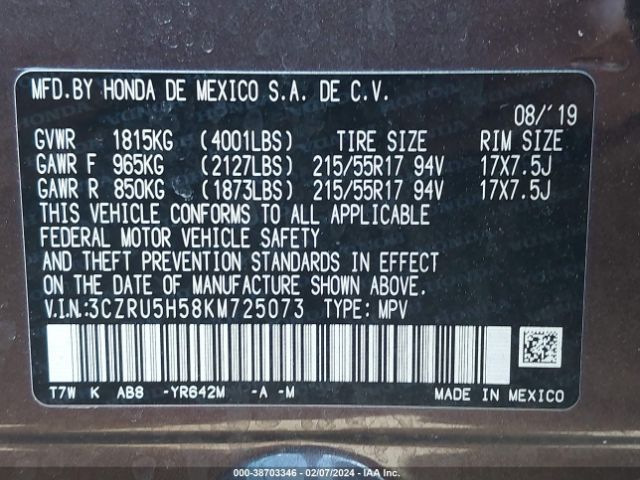 MFD.BY HONDA DE MEXICO S.A. DE C.V.
08/'19
GVWR 1815KG (4001LBS) TIRE SIZE RIM SIZE
GAWR F 965KG (2127LBS) 215/55R17 94V 17X7.5J
GAWR R 850KG (1873LBS) 215/55R17 94V 17X7.5J
THIS VEHICLE CONFORMS TO ALL APPLICABLE
FEDERAL MOTOR VEHICLE SAFETY
AND THEFT PREVENTION STANDARDS IN EFFECT
ON THE DATE OF MANUFACTURE SHOWN ABOVE.
V.I.N.:3CZRU5H58KM725073 TYPE: MPV
T7W K AB8 -YR642M -A -M MADE IN MEXICO
000-38703346 - 02/07/2024 - IAA Inc.